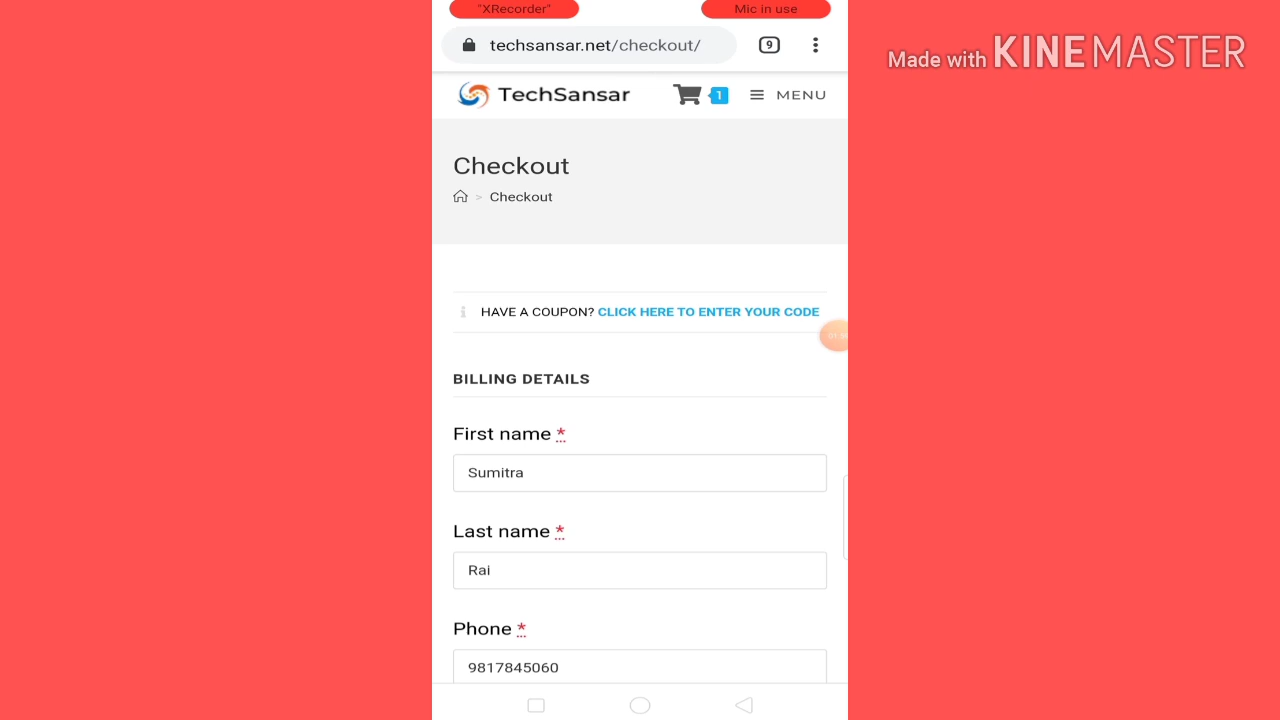 "XRecorder" Mic in use
techsansar.net/checkout/ 9
Made with KINEMASTER
TechSansar 1 MENU
Checkout
> Checkout
HAVE A COUPON? CLICK HERE TO ENTER YOUR CODE
BILLING DETAILS
First name *
Sumitra
Last name *
Rai
Phone *
9817845060